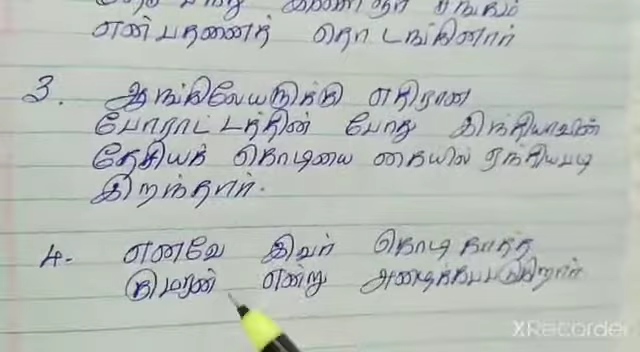 என்பதனைத் தொடங்கினார்
3. ஆங்கிலேயருக்கு எதிரான
போராட்டத்தின் போது இந்தியாவின்
தேசியக் கொடியை கையில் ஏந்தியபடி
இறந்தார்.
4. எனவே இவர் கொடி காத்த
குமரன் என்று அழைக்கப்படுகிறார்
XRecorder